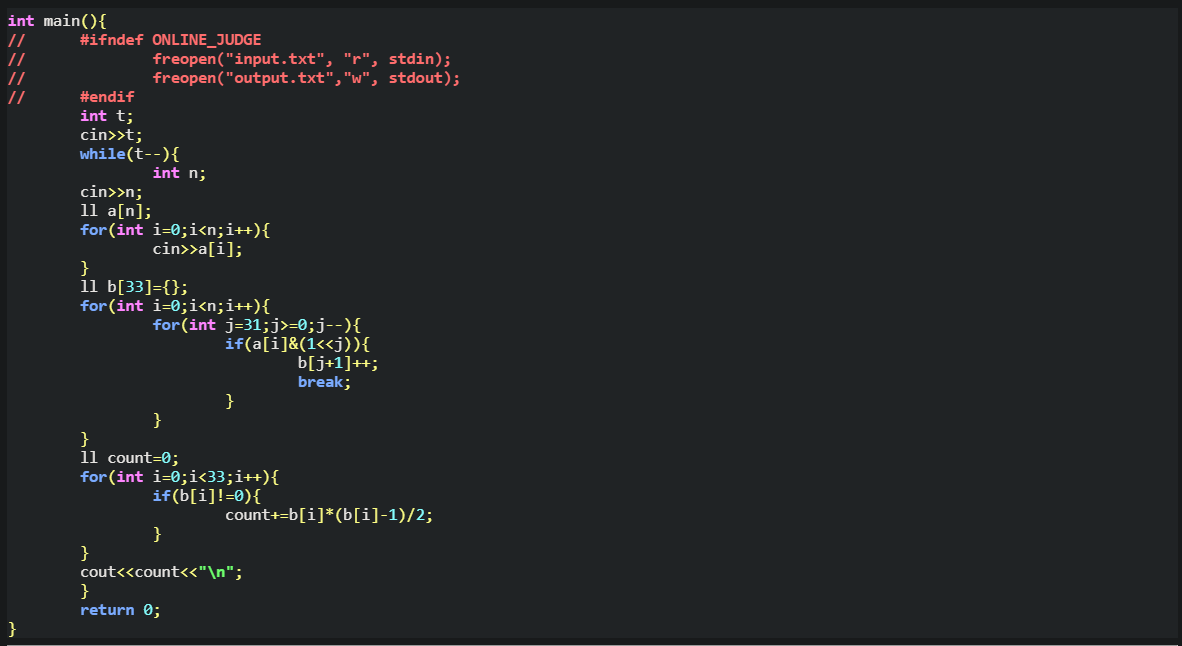 int main(){
//      #ifndef ONLINE_JUDGE
//              freopen("input.txt", "r", stdin);
//              freopen("output.txt","w", stdout);
//      #endif
        int t;
        cin>>t;
        while(t--){
                int n;
        cin>>n;
        ll a[n];
        for(int i=0;i<n;i++){
                cin>>a[i];
        }
        ll b[33]={};
        for(int i=0;i<n;i++){
                for(int j=31;j>=0;j--){
                        if(a[i]&(1<<j)){
                                b[j+1]++;
                                break;
                        }
                }
        }
        ll count=0;
        for(int i=0;i<33;i++){
                if(b[i]!=0){
                        count+=b[i]*(b[i]-1)/2;
                }
        }
        cout<<count<<"\n";
        }
        return 0;
}